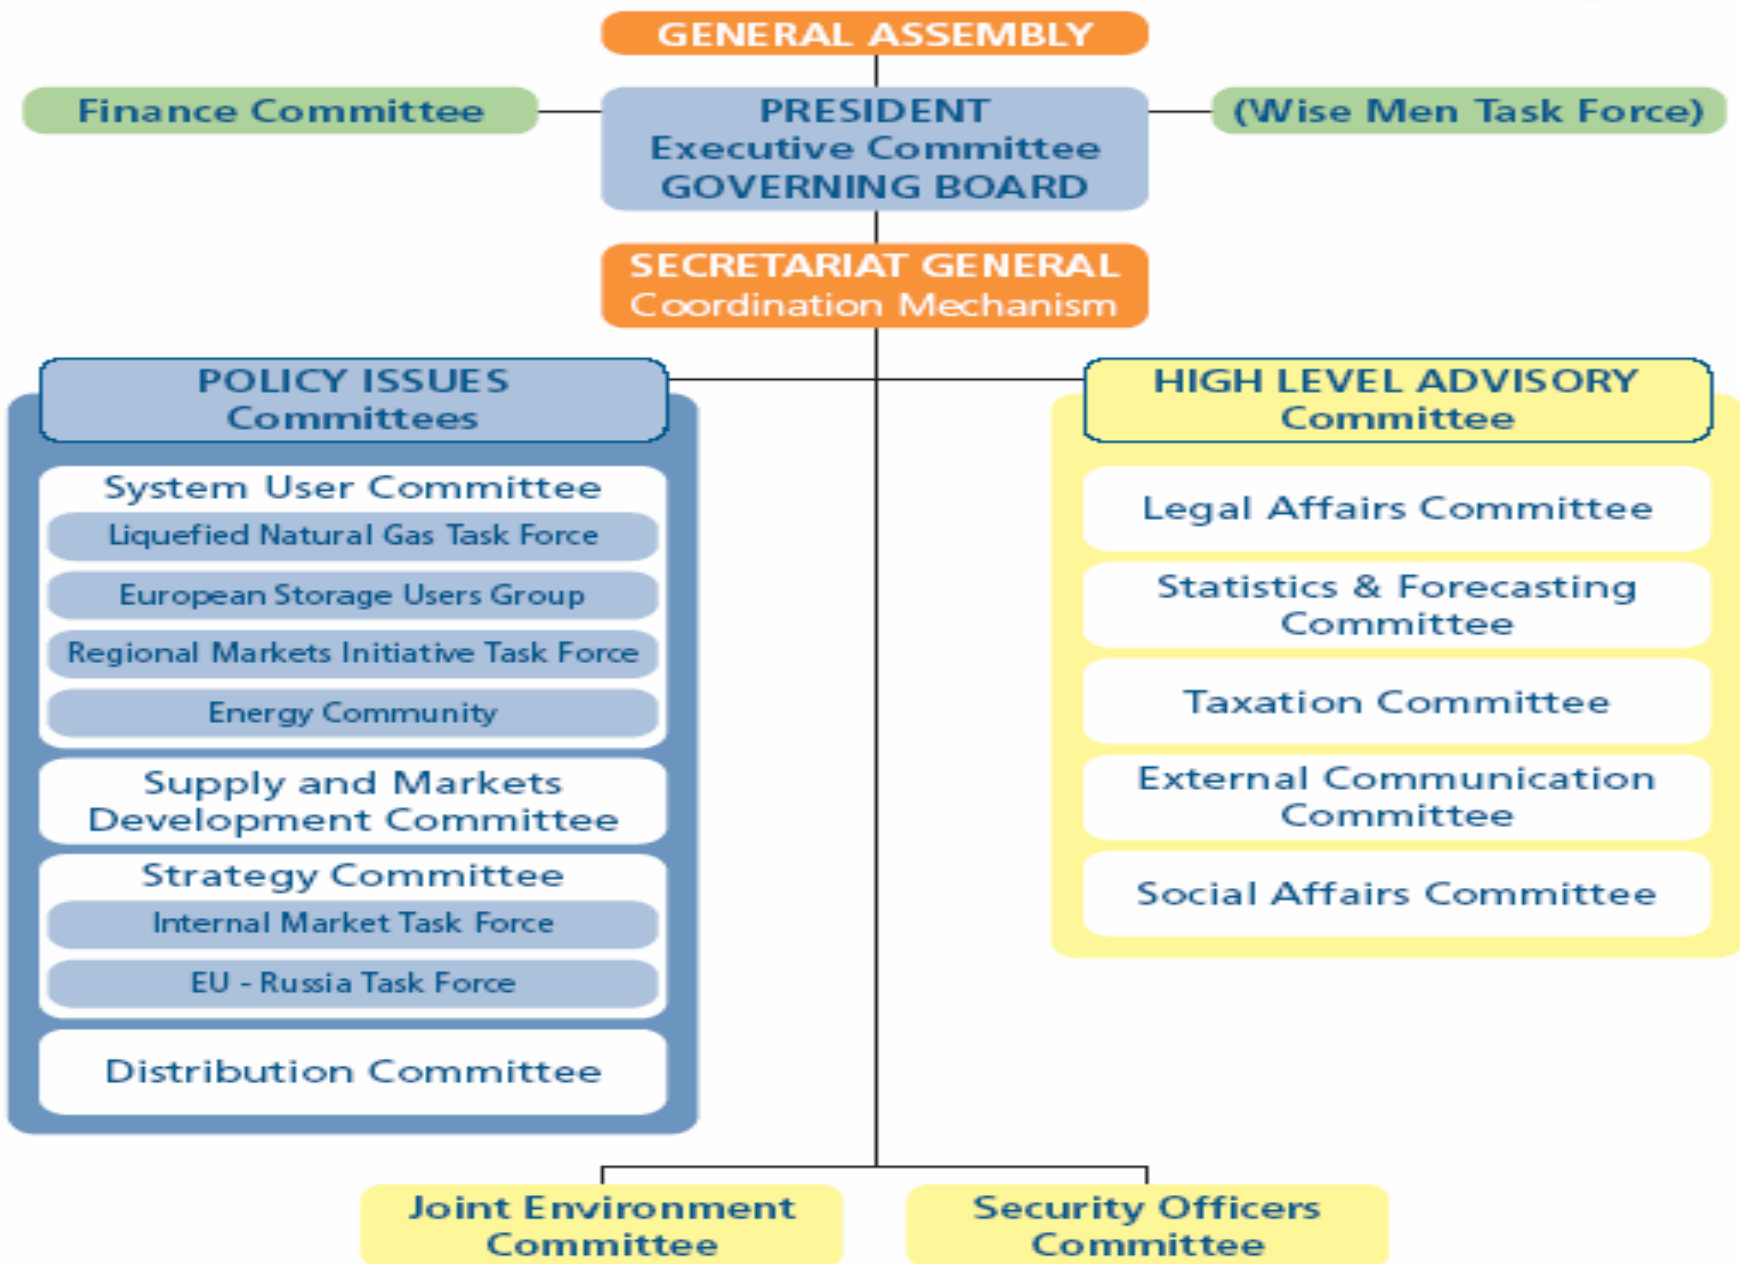 GENERAL ASSEMBLY
Finance Committee
PRESIDENT
Executive Committee
GOVERNING BOARD
(Wise Men Task Force)
SECRETARIAT GENERAL
Coordination Mechanism
POLICY ISSUES
Committees
System User Committee
Liquefied Natural Gas Task Force
European Storage Users Group
Regional Markets Initiative Task Force
Energy Community
Supply and Markets
Development Committee
Strategy Committee
Internal Market Task Force
EU - Russia Task Force
Distribution Committee
HIGH LEVEL ADVISORY
Committee
Legal Affairs Committee
Statistics & Forecasting
Committee
Taxation Committee
External Communication
Committee
Social Affairs Committee
Joint Environment
Committee
Security Officers
Committee